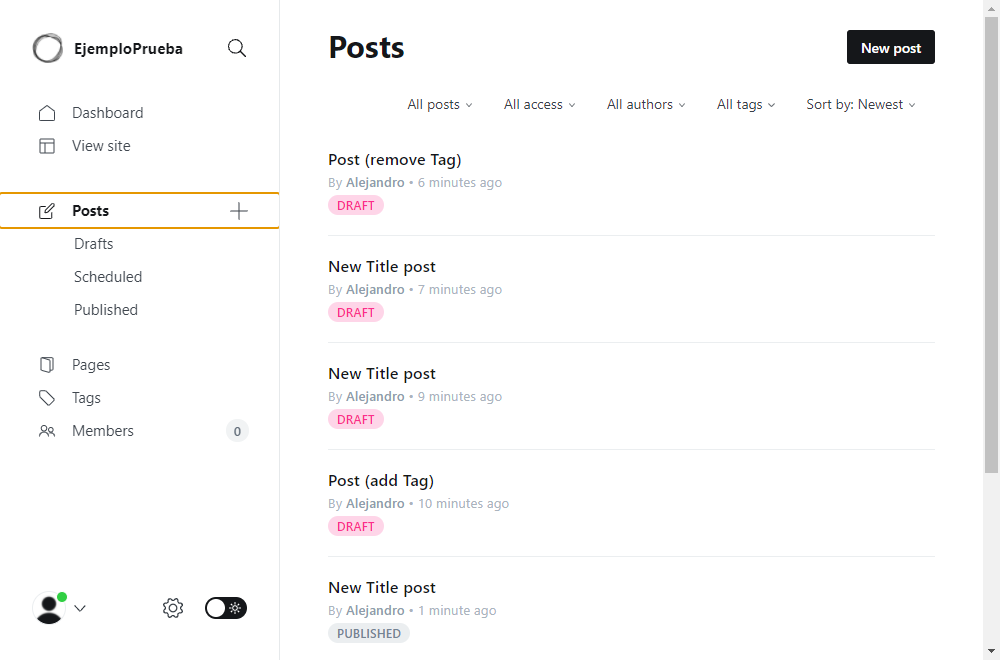 EjemploPrueba
Dashboard
View site
Posts
Drafts
Scheduled
Published
Pages
Tags
Members 0
Posts
New post
All posts All access All authors All tags Sort by: Newest
Post (remove Tag)
By Alejandro • 6 minutes ago
DRAFT
New Title post
By Alejandro • 7 minutes ago
DRAFT
New Title post
By Alejandro • 9 minutes ago
DRAFT
Post (add Tag)
By Alejandro • 10 minutes ago
DRAFT
New Title post
By Alejandro • 1 minute ago
PUBLISHED